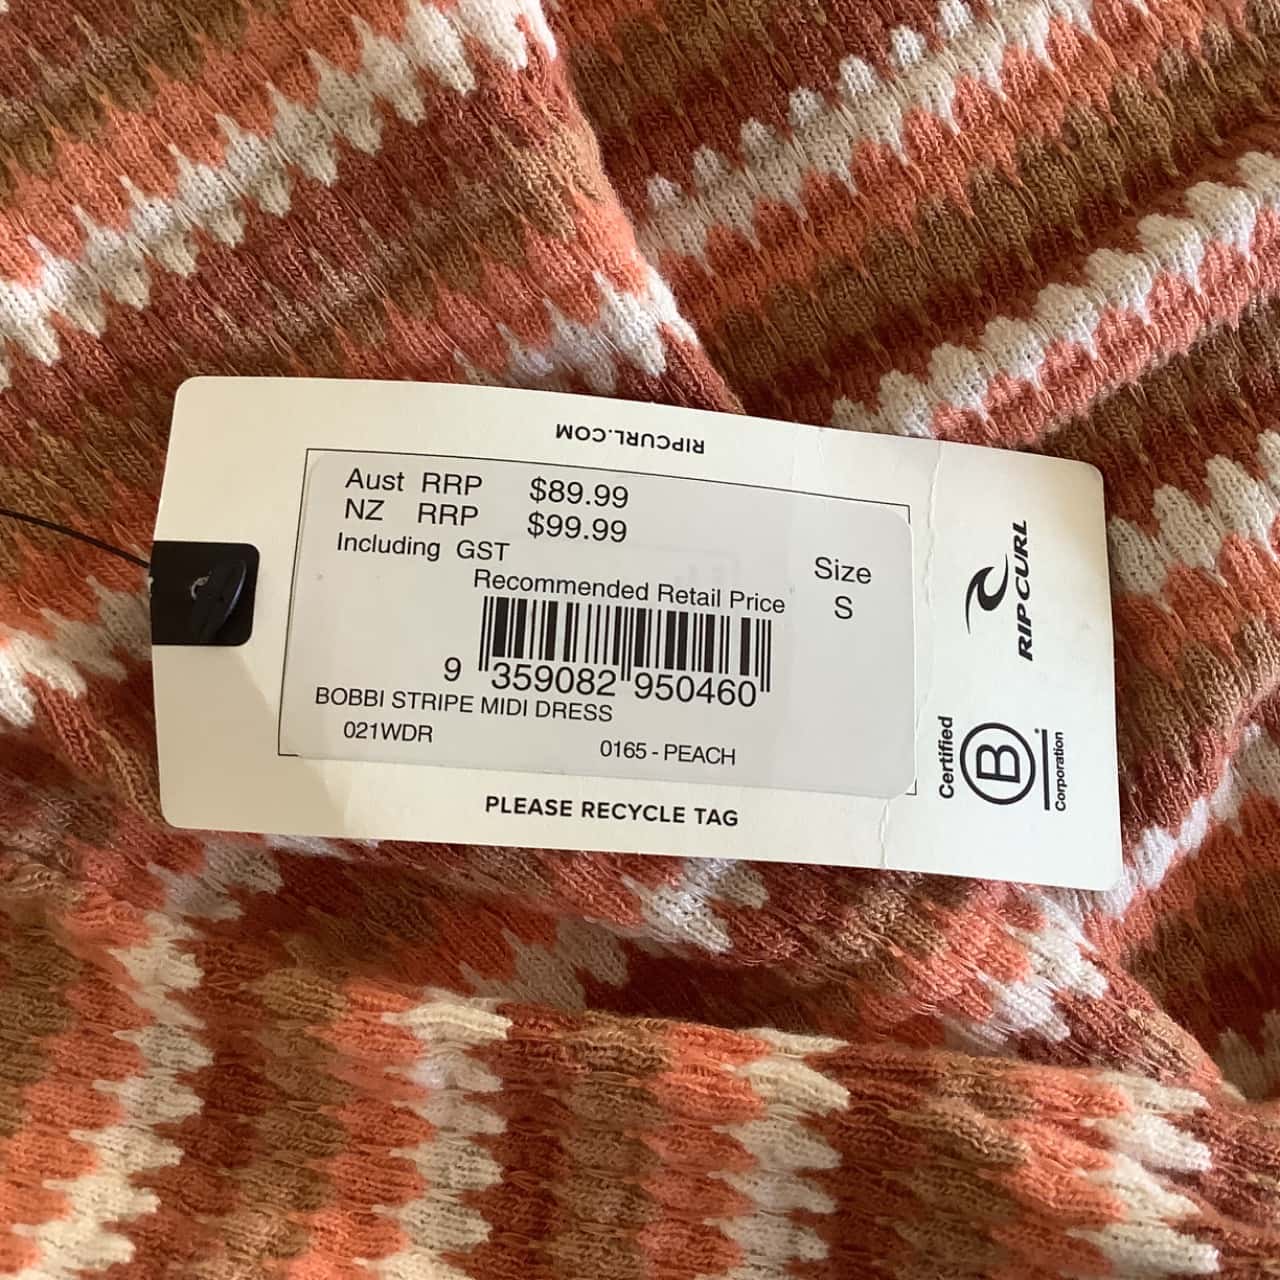 RIPCURL.COM
Aust RRP $89.99
NZ RRP $99.99
Including GST
Recommended Retail Price
Size
S
9 359082 950460
BOBBI STRIPE MIDI DRESS
021WDR
0165 - PEACH
PLEASE RECYCLE TAG
RIP CURL
Certified
B
Corporation